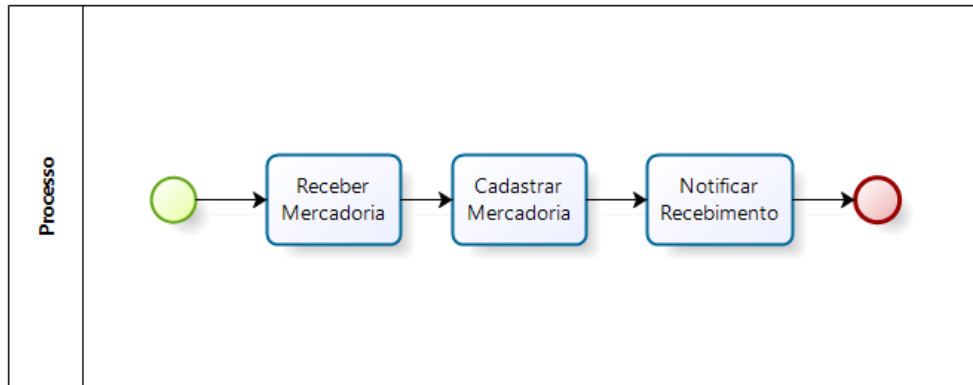 Processo
Receber
Mercadoria
Cadastrar
Mercadoria
Notificar
Recebimento